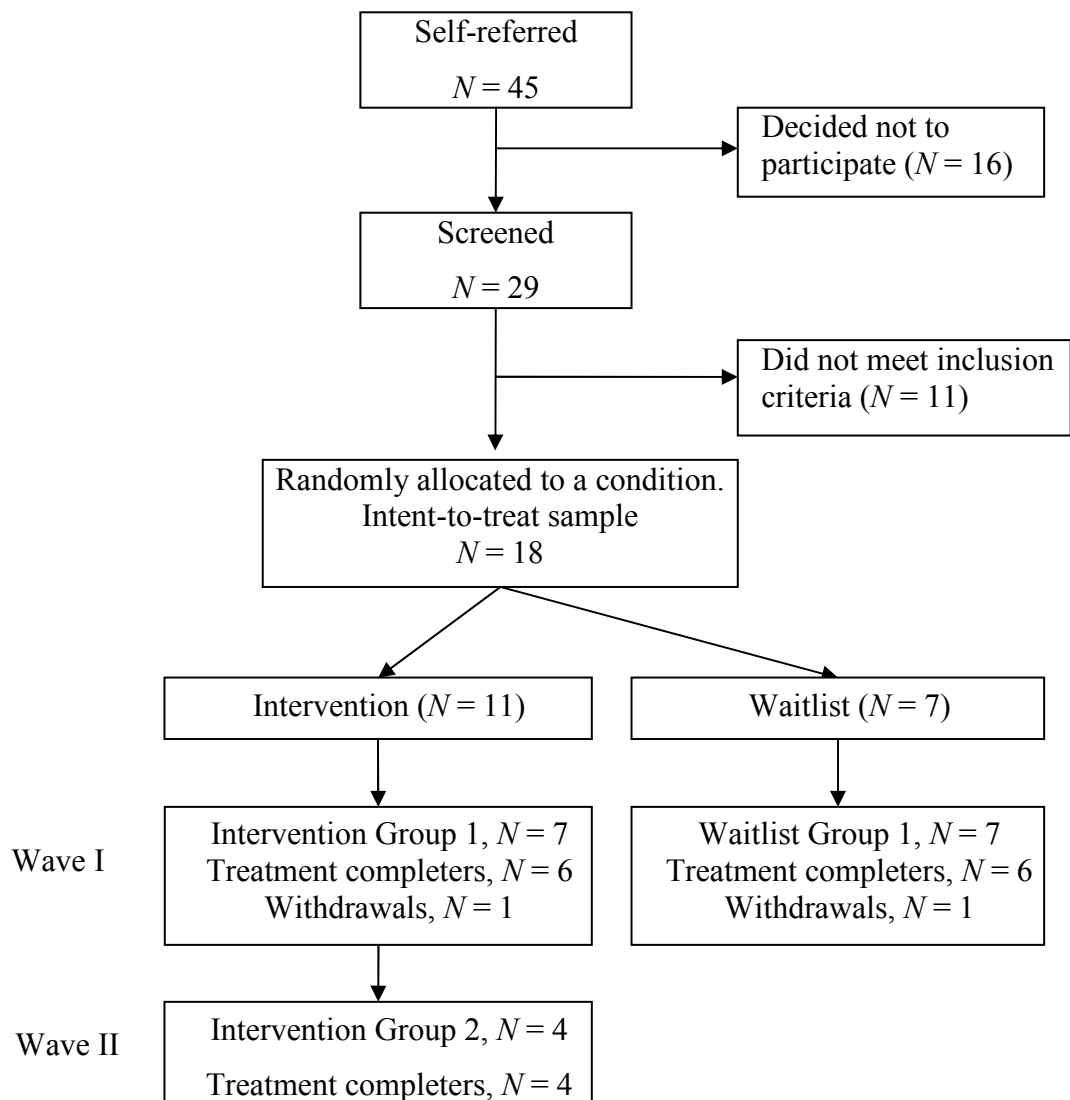 Self-referred
N = 45
Decided not to
participate (N = 16)
Screened
N = 29
Did not meet inclusion
criteria (N = 11)
Randomly allocated to a condition.
Intent-to-treat sample
N = 18
Intervention (N = 11)
Waitlist (N = 7)
Wave I
Intervention Group 1, N = 7
Treatment completers, N = 6
Withdrawals, N = 1
Waitlist Group 1, N = 7
Treatment completers, N = 6
Withdrawals, N = 1
Wave II
Intervention Group 2, N = 4
Treatment completers, N = 4